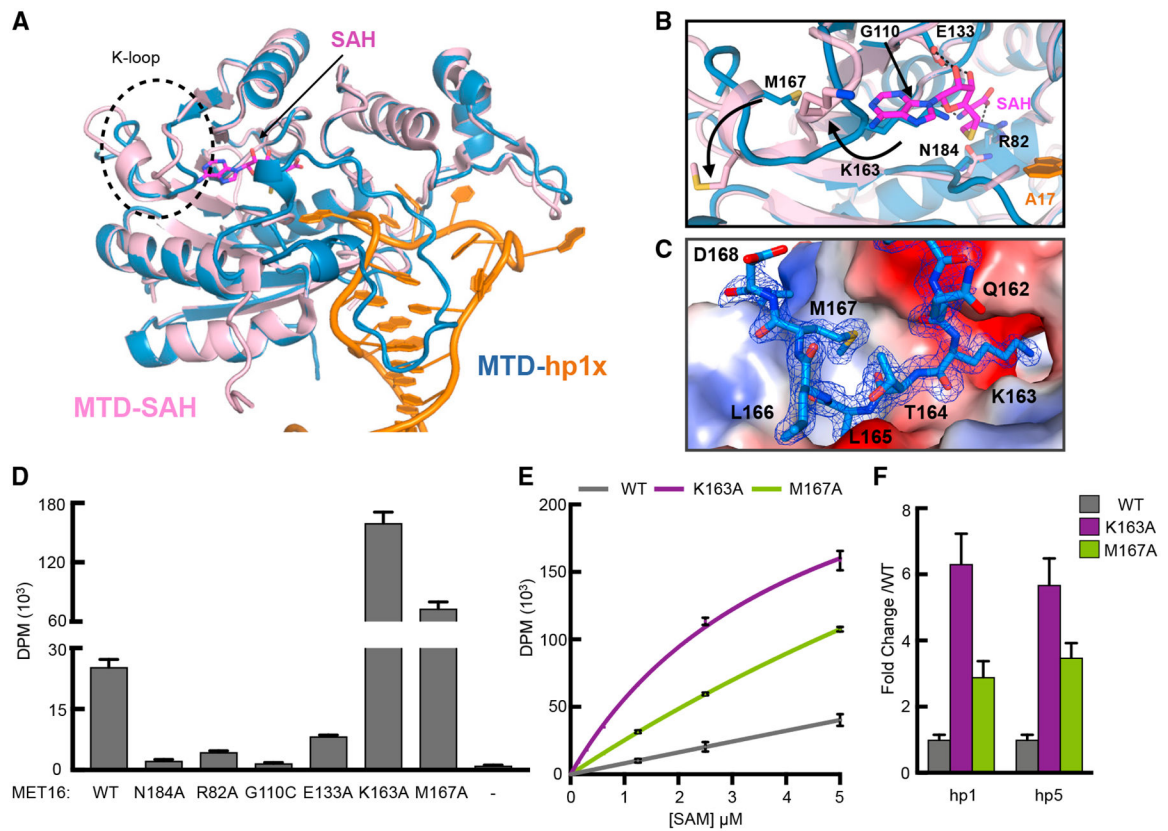 A
SAH
K-loop
MTD-hp1x
MTD-SAH
B
G110
E133
M167
SAH
R82
N184
K163
A17
C
D168
Q162
M167
K163
L166
T164
L165
D
180
120
60
30
15
0
DPM (10³)
MET16: WT N184A R82A G110C E133A K163A M167A -
E
WT K163A M167A
200
150
100
50
0
DPM (10³)
0 1 2 3 4 5
[SAM] µM
F
WT
K163A
M167A
8
6
4
2
0
Fold Change /WT
hp1 hp5